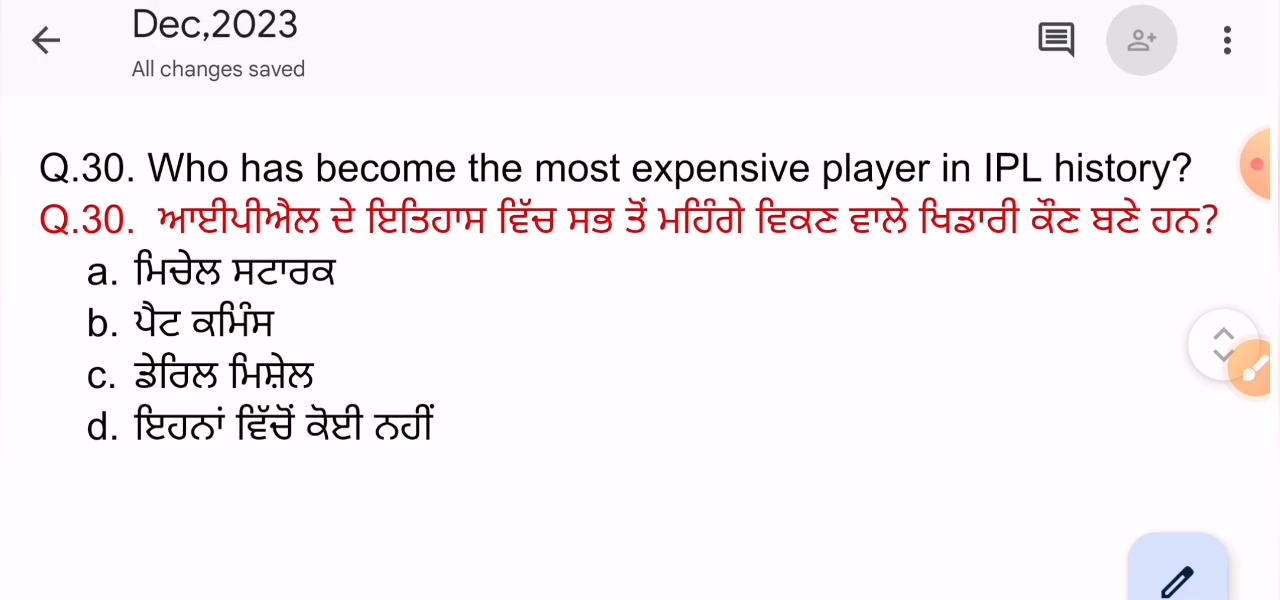 Dec,2023
All changes saved
Q.30. Who has become the most expensive player in IPL history?
Q.30. ਆਈਪੀਐਲ ਦੇ ਇਤਿਹਾਸ ਵਿੱਚ ਸਭ ਤੋਂ ਮਹਿੰਗੇ ਵਿਕਣ ਵਾਲੇ ਖਿਡਾਰੀ ਕੌਣ ਬਣੇ ਹਨ?
a. ਮਿਚੇਲ ਸਟਾਰਕ
b. ਪੈਟ ਕਮਿੰਸ
c. ਡੇਰਿਲ ਮਿਸ਼ੇਲ
d. ਇਹਨਾਂ ਵਿੱਚੋਂ ਕੋਈ ਨਹੀਂ